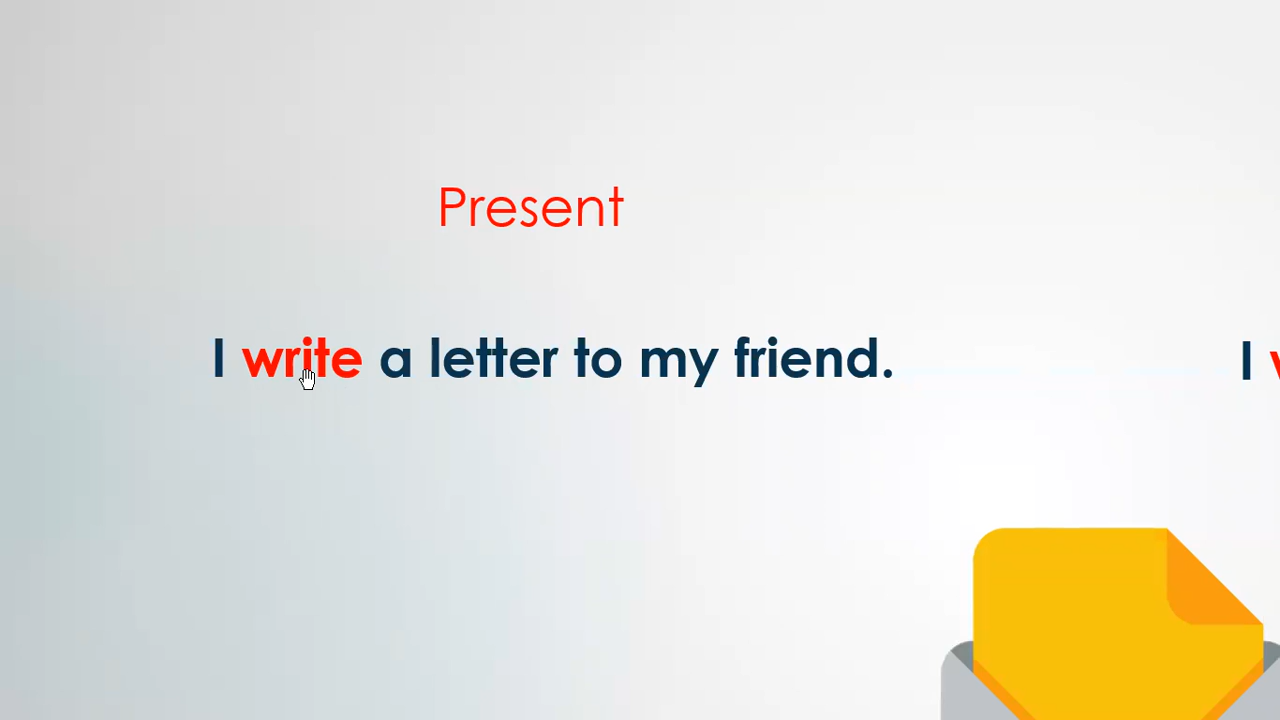 Present
I write a letter to my friend.
I